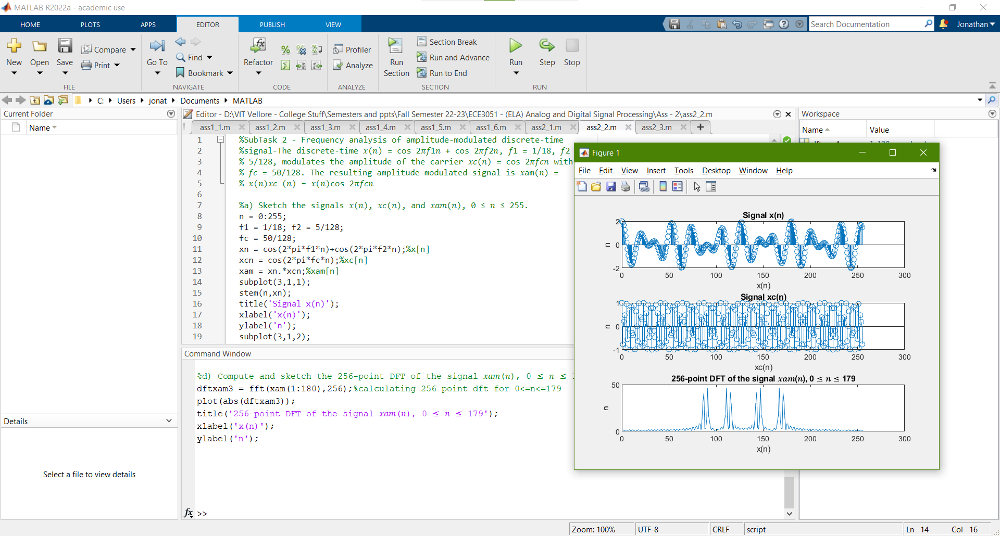 MATLAB R2022a - academic use
HOME PLOTS APPS EDITOR PUBLISH VIEW
Search Documentation
Jonathan
New Open Save Compare Print
Go To Find Bookmark
Refactor
Profiler
Analyze
Run Section
Section Break
Run and Advance
Run to End
Run Step Stop
FILE NAVIGATE CODE ANALYZE SECTION RUN
C: Users jonat Documents MATLAB
Current Folder
Name
Details
Select a file to view details
Editor - D:\VIT Vellore - College Stuff\Semesters and ppts\Fall Semester 22-23\ECE3051 - (ELA) Analog and Digital Signal Processing\Ass - 2\ass2_2.m
ass1_1.m ass1_2.m ass1_3.m ass1_4.m ass1_5.m ass1_6.m ass2_1.m ass2_2.m ass2_3.m +
1 %SubTask 2 - Frequency analysis of amplitude-modulated discrete-time
2 %signal-The discrete-time x(n) = cos 2πf1n + cos 2πf2n, f1 = 1/18, f2
3 % 5/128, modulates the amplitude of the carrier xc(n) = cos 2πfcn with
4 % fc = 50/128. The resulting amplitude-modulated signal is xam(n) =
5 % x(n)xc (n) = x(n)cos 2πfcn
6
7 %a) Sketch the signals x(n), xc(n), and xam(n), 0 ≤ n ≤ 255.
8 n = 0:255;
9 f1 = 1/18; f2 = 5/128;
10 fc = 50/128;
11 xn = cos(2*pi*f1*n)+cos(2*pi*f2*n);%x[n]
12 xcn = cos(2*pi*fc*n);%xc[n]
13 xam = xn.*xcn;%xam[n]
14 subplot(3,1,1);
15 stem(n,xn);
16 title('Signal x(n)');
17 xlabel('x(n)');
18 ylabel('n');
19 subplot(3,1,2);
Command Window
%d) Compute and sketch the 256-point DFT of the signal xam(n), 0 ≤ n ≤
dftxam3 = fft(xam(1:180),256);%calculating 256 point dft for 0<=n<=179
plot(abs(dftxam3));
title('256-point DFT of the signal xam(n), 0 ≤ n ≤ 179');
xlabel('x(n)');
ylabel('n');
fx >>
Workspace
Name Value
Figure 1
File Edit View Insert Tools Desktop Window Help
Signal x(n)
2
n 0
-2
0 50 100 150 200 250 300
x(n)
Signal xc(n)
1
n 0
-1
0 50 100 150 200 250 300
xc(n)
256-point DFT of the signal xam(n), 0 ≤ n ≤ 179
50
n
0
0 50 100 150 200 250 300
x(n)
Zoom: 100% UTF-8 CRLF script Ln 14 Col 16